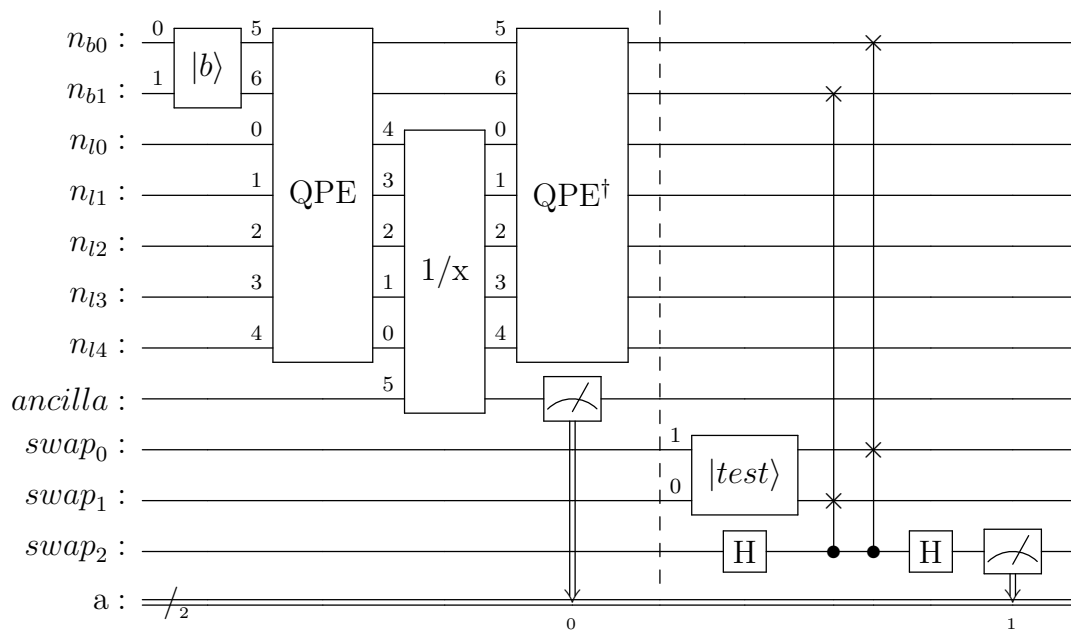 n_{b0} : 0 |b⟩ 5 5
n_{b1} : 1 6 6
n_{l0} : 0 4 0
n_{l1} : 1 QPE 3 1 QPE†
n_{l2} : 2 2 2
1/x
n_{l3} : 3 1 3
n_{l4} : 4 0 4
ancilla : 5
swap_0 : 1
|test⟩
swap_1 : 0
swap_2 : H H
a : 2 0 1